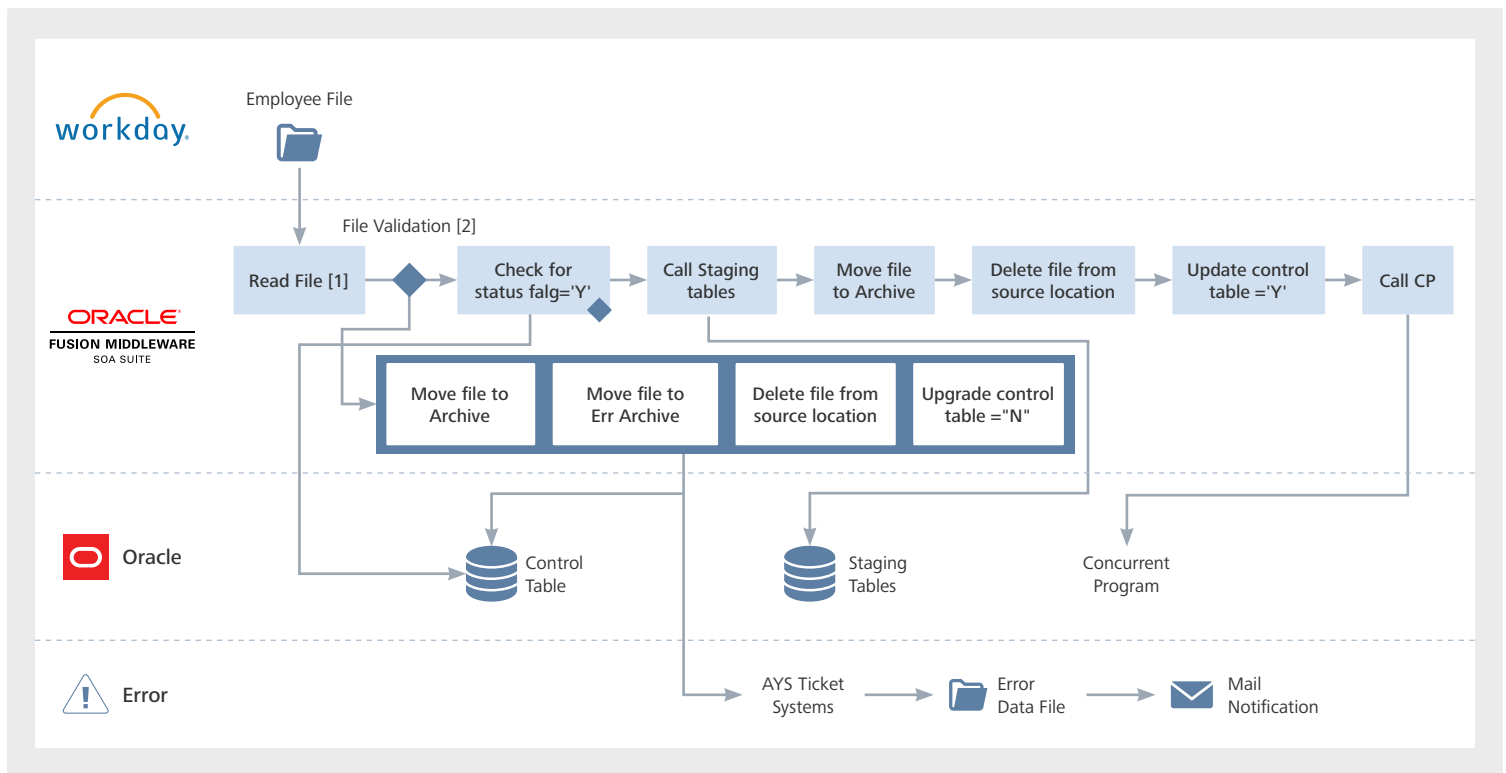 workday.
Employee File
File Validation [2]
Read File [1]
Check for
status falg='Y'
Call Staging
tables
Move file
to Archive
Delete file from
source location
Update control
table ='Y'
Call CP
ORACLE
FUSION MIDDLEWARE
SOA SUITE
Move file to
Archive
Move file to
Err Archive
Delete file from
source location
Upgrade control
table ="N"
Oracle
Control
Table
Staging
Tables
Concurrent
Program
Error
AYS Ticket
Systems
Error
Data File
Mail
Notification